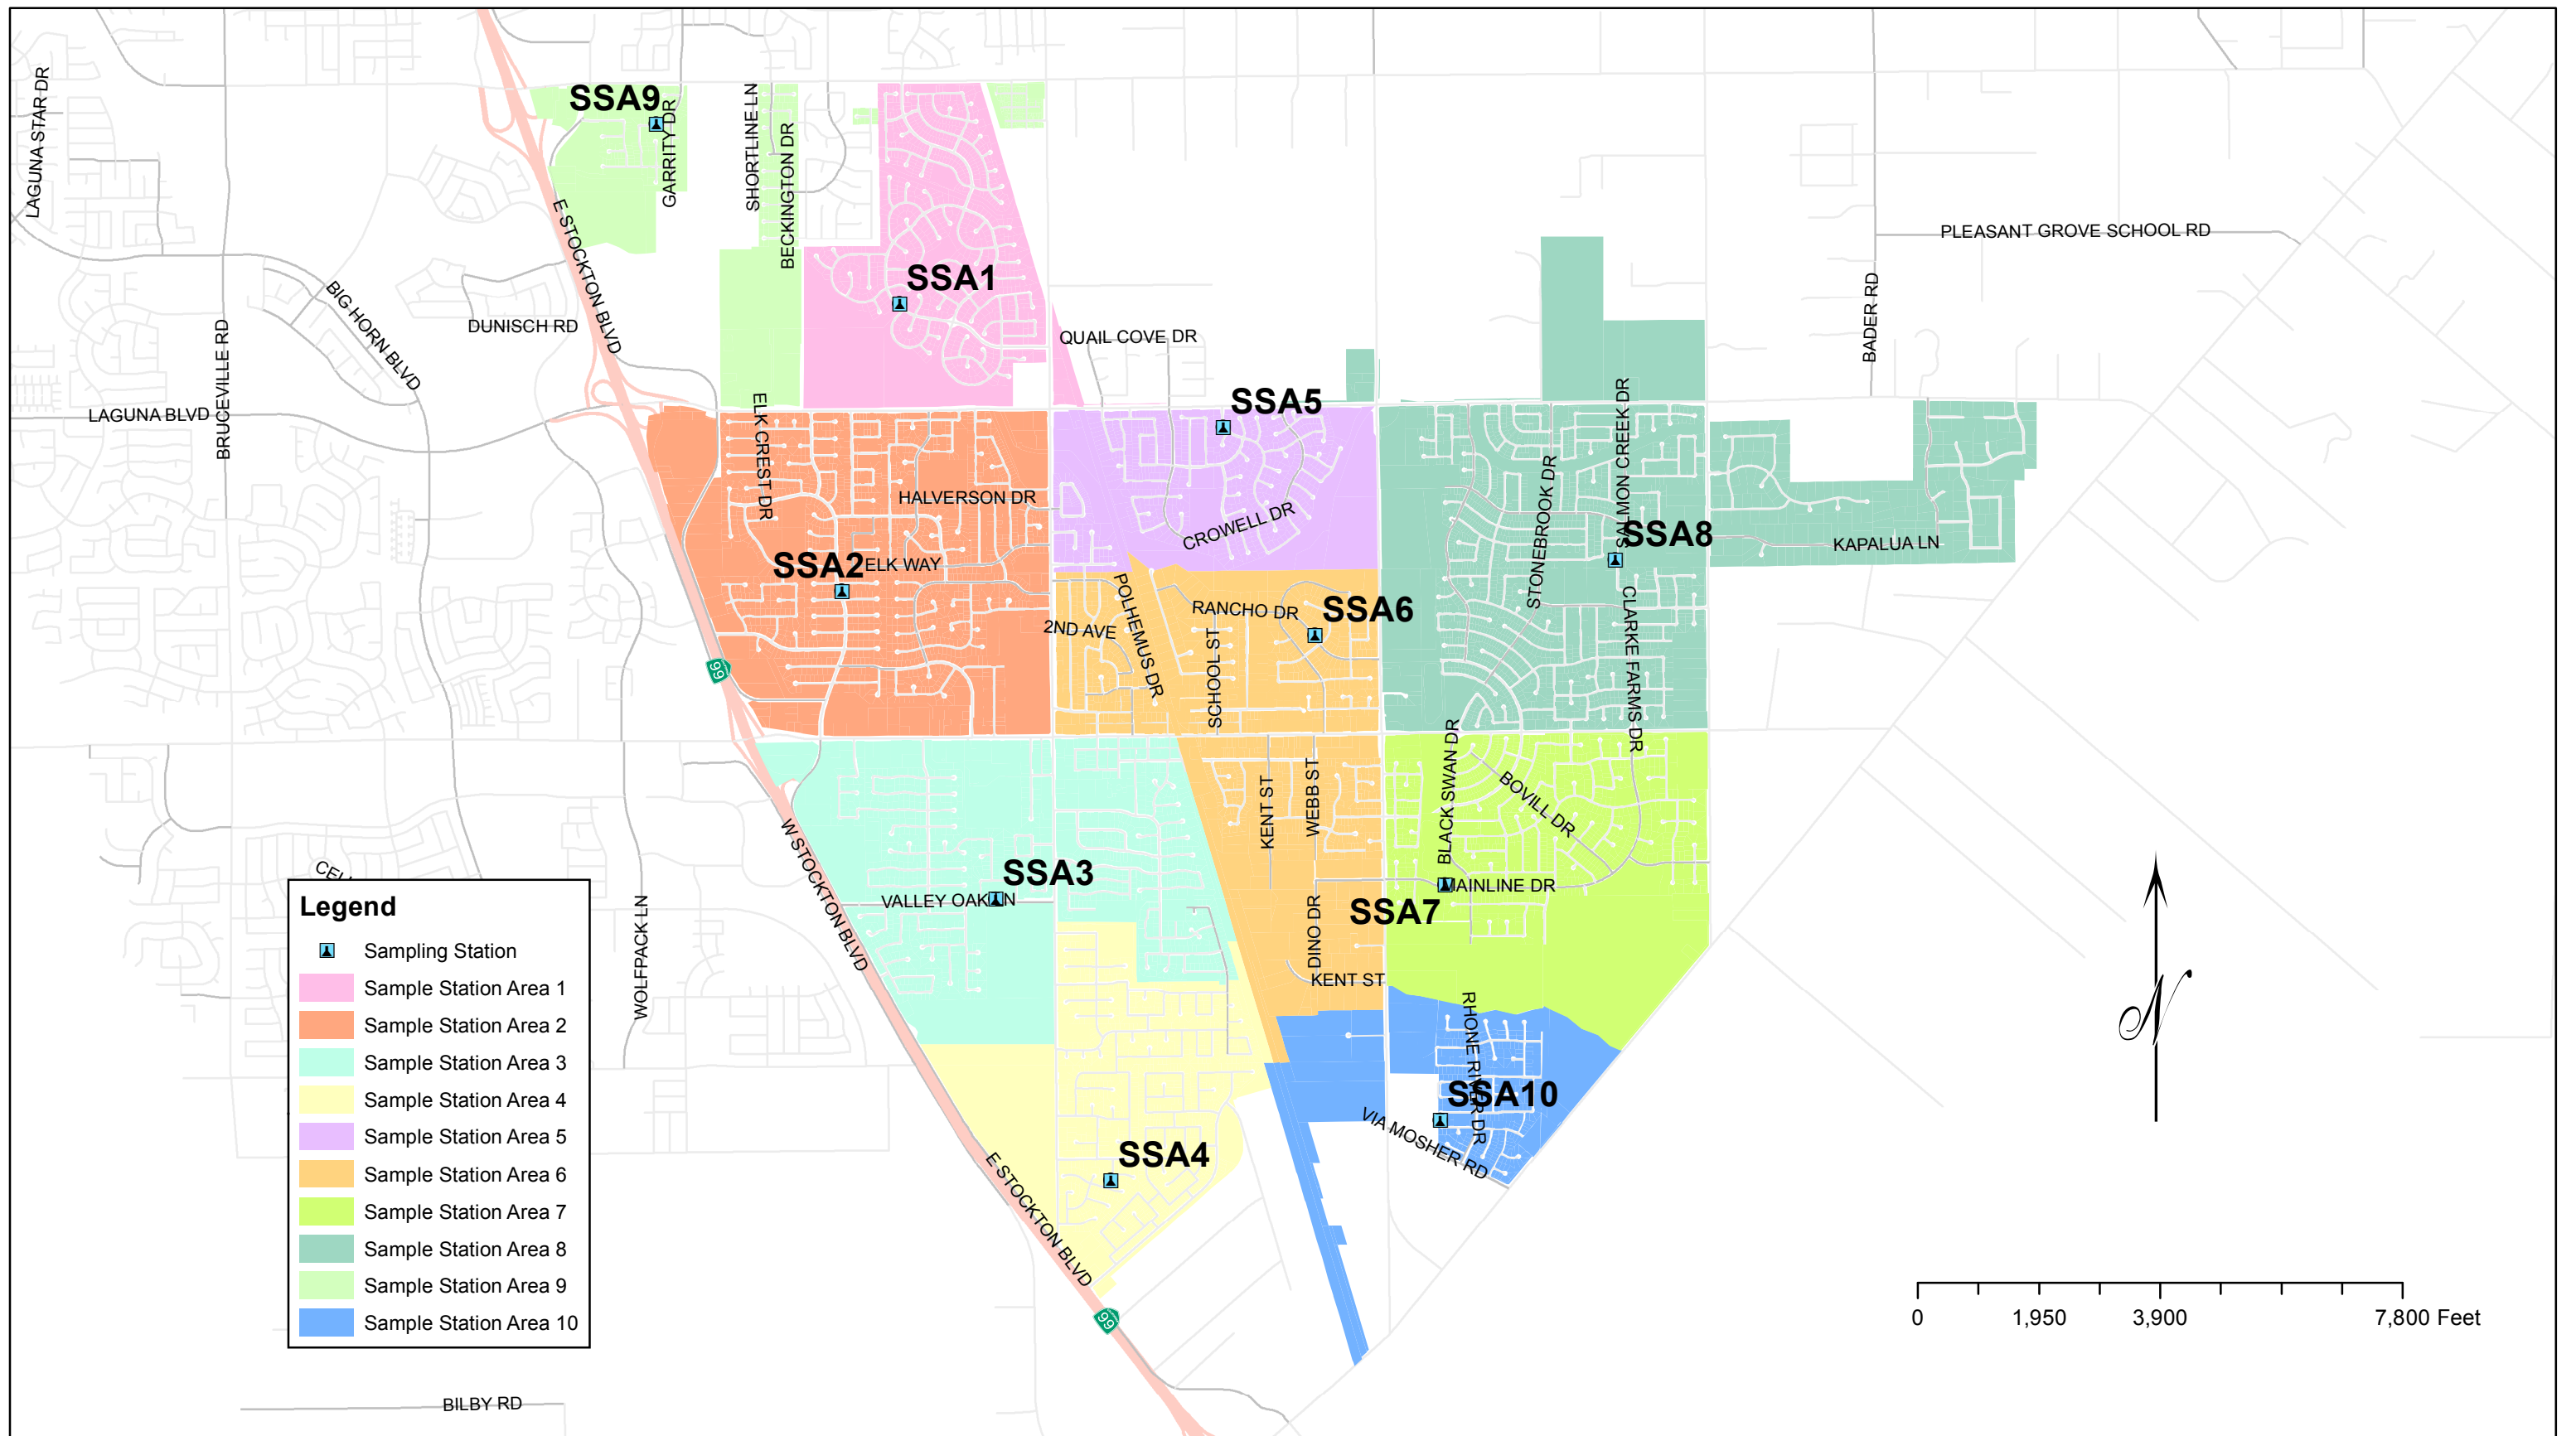 LAGUNA STAR DR
SSA9
GARRITY DR
SHORTLINE LN
BECKINGTON DR
E STOCKTON BLVD
PLEASANT GROVE SCHOOL RD
SSA1
BIG HORN BLVD
DUNISCH RD
QUAIL COVE DR
BADER RD
BRUCEVILLE RD
LAGUNA BLVD
ELK CREST DR
SSA5
SALMON CREEK DR
HALVERSON DR
CROWELL DR
STONEBROOK DR
SSA8
KAPALUA LN
SSA2
ELK WAY
POLHEMUS DR
RANCHO DR
SSA6
2ND AVE
SCHOOL ST
CLARKE FARMS DR
99
BLACK SWAN DR
BOVILL DR
KENT ST
WEBB ST
W STOCKTON BLVD
SSA3
VALLEY OAK LN
MAINLINE DR
SSA7
DINO DR
KENT ST
WOLFPACK LN
RHONE RIVER DR
SSA10
VIA MOSHER RD
SSA4
E STOCKTON BLVD
99
BILBY RD
Legend
Sampling Station
Sample Station Area 1
Sample Station Area 2
Sample Station Area 3
Sample Station Area 4
Sample Station Area 5
Sample Station Area 6
Sample Station Area 7
Sample Station Area 8
Sample Station Area 9
Sample Station Area 10
N
0 1,950 3,900 7,800 Feet